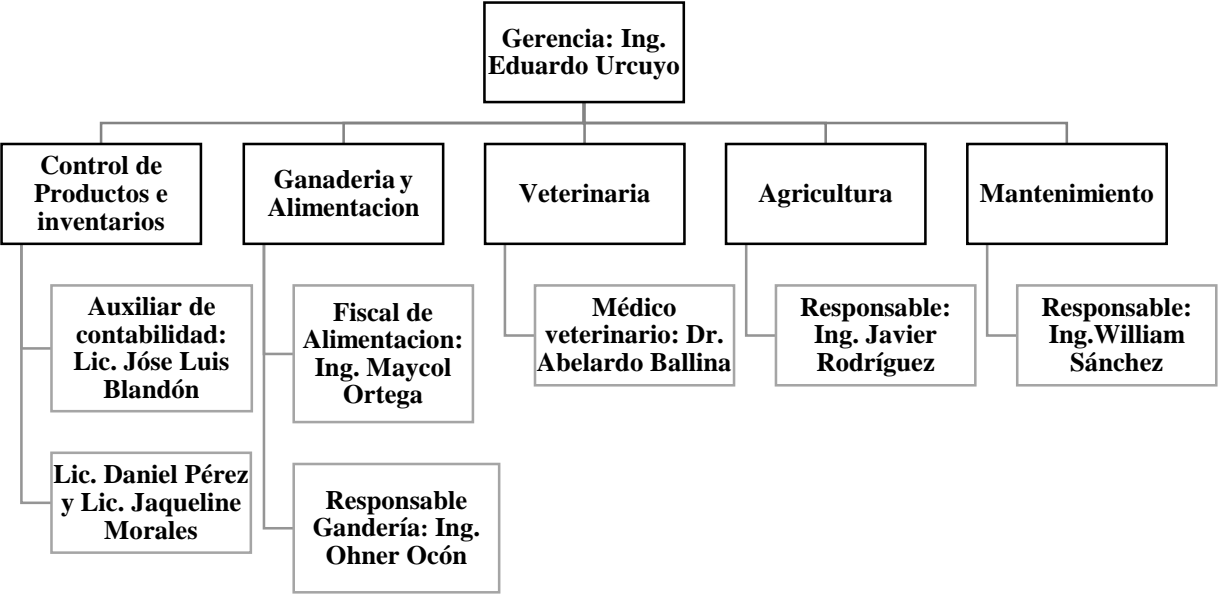 Gerencia: Ing.
Eduardo Urcuyo
Control de
Productos e
inventarios
Ganaderia y
Alimentacion
Veterinaria
Agricultura
Mantenimiento
Auxiliar de
contabilidad:
Lic. Jóse Luis
Blandón
Fiscal de
Alimentacion:
Ing. Maycol
Ortega
Médico
veterinario: Dr.
Abelardo Ballina
Responsable:
Ing. Javier
Rodríguez
Responsable:
Ing.William
Sánchez
Lic. Daniel Pérez
y Lic. Jaqueline
Morales
Responsable
Gandería: Ing.
Ohner Ocón